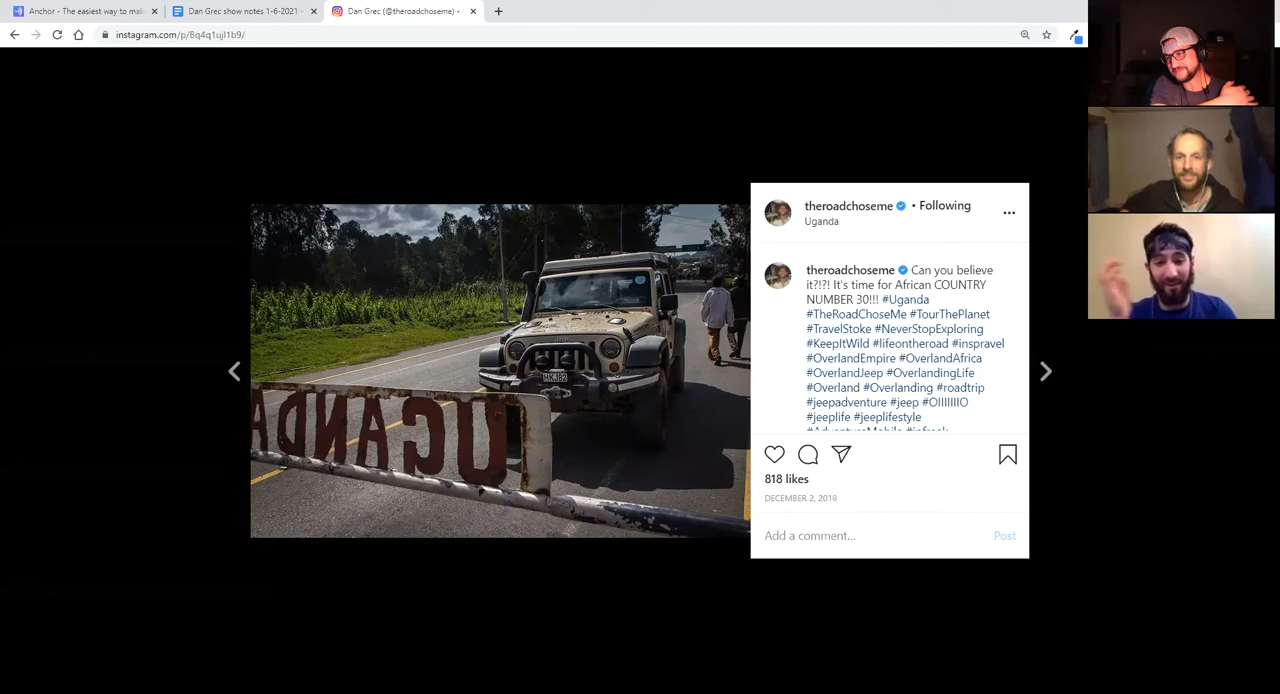 Anchor - The easiest way to mak
Dan Grec show notes 1-6-2021 -
Dan Grec (@theroadchoseme) •
instagram.com/p/Bq4q1ujI1b9/
theroadchoseme • Following
Uganda
theroadchoseme Can you believe
it?!?! It's time for African COUNTRY
NUMBER 30!!! #Uganda
#TheRoadChoseMe #TourThePlanet
#TravelStoke #NeverStopExploring
#KeepItWild #lifeontheroad #inspravel
#OverlandEmpire #OverlandAfrica
#OverlandJeep #OverlandingLife
#Overland #Overlanding #roadtrip
#jeepadventure #jeep #OIIIIIIIO
#jeeplife #jeeplifestyle
818 likes
DECEMBER 2, 2018
Add a comment... Post
UGANDA
Jeep
HKJ82